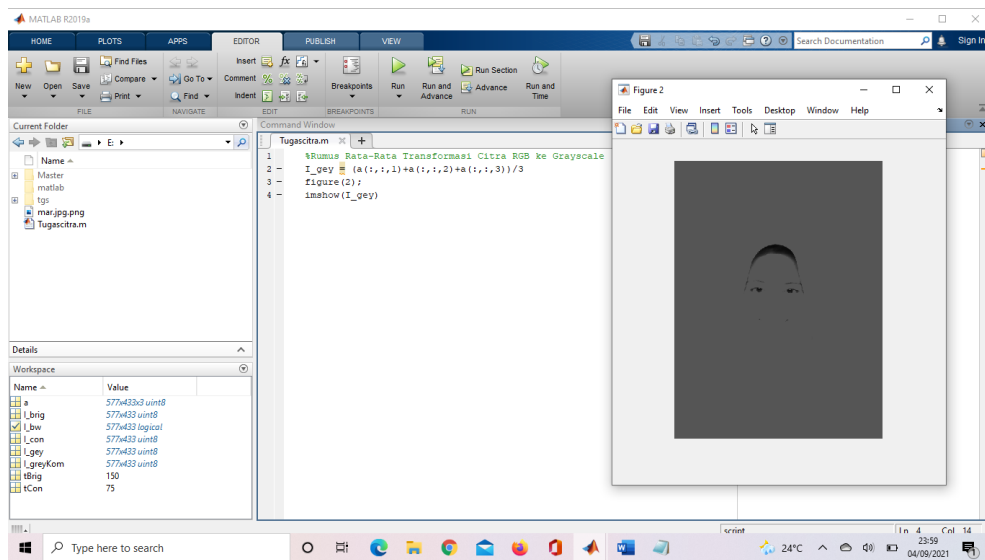 MATLAB R2019a
HOME PLOTS APPS EDITOR PUBLISH VIEW
Search Documentation
Sign In
New
Open
Save
Find Files
Compare
Print
FILE
Go To
Find
NAVIGATE
Insert
Comment
Indent
EDIT
Breakpoints
BREAKPOINTS
Run
Run and Advance
Run Section
Advance
Run and Time
RUN
Current Folder
E:
Name
Master
matlab
tgs
mar.jpg.png
Tugascitra.m
Details
Workspace
Name Value
a 577x433x3 uint8
I_brig 577x433 uint8
I_bw 577x433 logical
I_con 577x433 uint8
I_gey 577x433 uint8
I_greyKom 577x433 uint8
tBrig 150
tCon 75
Command Window
Tugascitra.m
1 %Rumus Rata-Rata Transformasi Citra RGB ke Grayscale
2 - I_gey = (a(:,:,1)+a(:,:,2)+a(:,:,3))/3
3 - figure(2);
4 - imshow(I_gey)
Figure 2
File Edit View Insert Tools Desktop Window Help
script
Ln 4 Col 14
Type here to search
24°C
23:59
04/09/2021